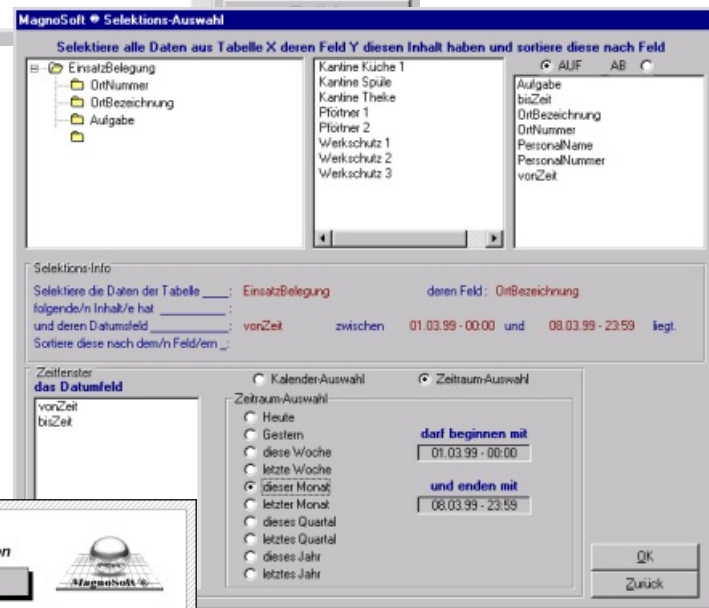 MagnoSoft ® Selektions-Auswahl
Selektiere alle Daten aus Tabelle X deren Feld Y diesen Inhalt haben und sortiere diese nach Feld
EinsatzBelegung
OrtNummer
OrtBezeichnung
Aufgabe
Kantine Küche 1
Kantine Spüle
Kantine Theke
Pförtner 1
Pförtner 2
Werkschutz 1
Werkschutz 2
Werkschutz 3
AUF AB
Aufgabe
bisZeit
OrtBezeichnung
OrtNummer
PersonalName
PersonalNummer
vonZeit
Selektions-Info
Selektiere die Daten der Tabelle ____: EinsatzBelegung deren Feld : OrtBezeichnung
folgende/n Inhalt/e hat __________ :
und deren Datumsfeld ___________: vonZeit zwischen 01.03.99 - 00:00 und 08.03.99 - 23:59 liegt.
Sortiere diese nach dem/n Feld/ern _:
Zeitfenster
das Datumfeld
vonZeit
bisZeit
Kalender-Auswahl Zeitraum-Auswahl
Zeitraum-Auswahl
Heute
Gestern
diese Woche
letzte Woche
dieser Monat
letzter Monat
dieses Quartal
letztes Quartal
dieses Jahr
letztes Jahr
darf beginnen mit
01.03.99 - 00:00
und enden mit
08.03.99 - 23:59
OK
Zurück
en
MagnoSoft ®